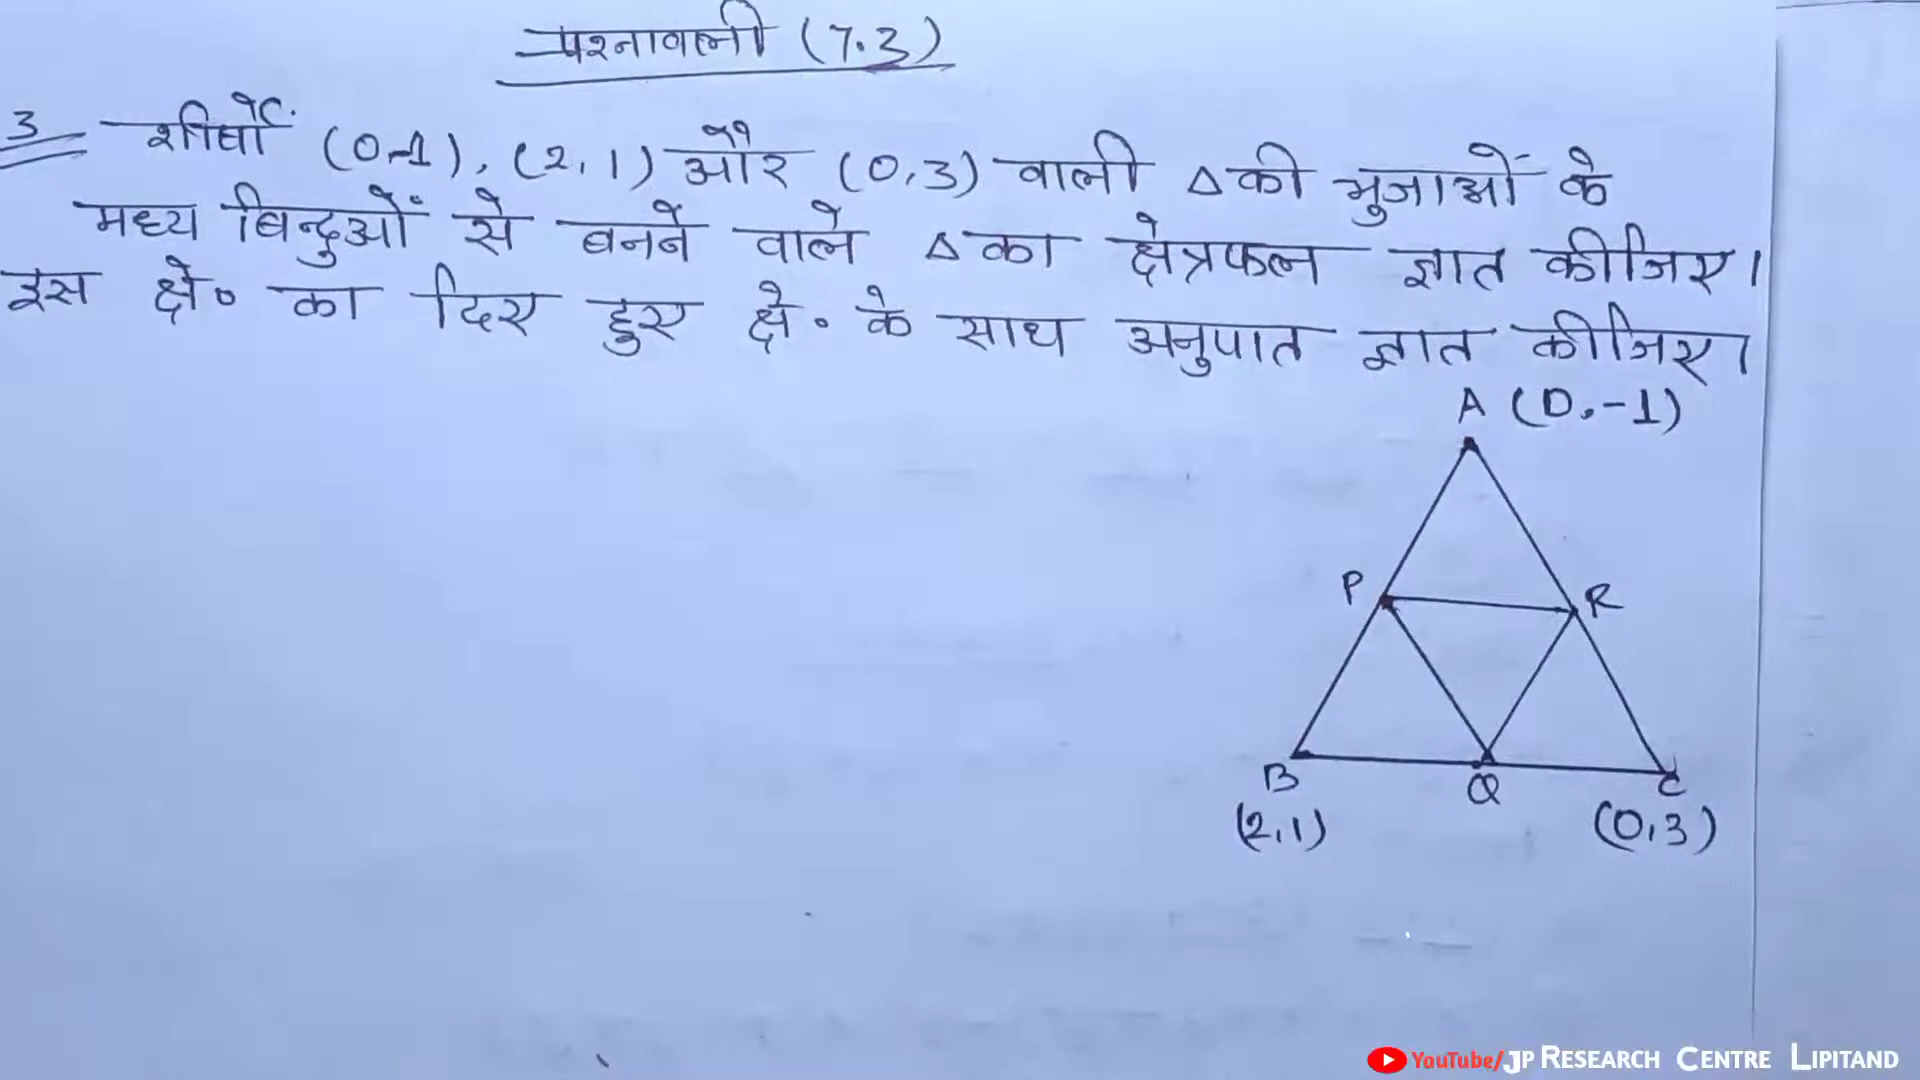 प्रश्नावली (7.3)
3 शीर्षों (0-1), (2,1) और (0,3) वाली Δ की भुजाओं के
मध्य बिन्दुओं से बनने वाले Δ का क्षेत्रफल ज्ञात कीजिए।
इस क्षे० का दिए हुए क्षे० के साथ अनुपात ज्ञात कीजिए।
A (0,-1)
P
R
B
Q
C
(2,1)
(0,3)
YouTube/JP RESEARCH CENTRE LIPITAND